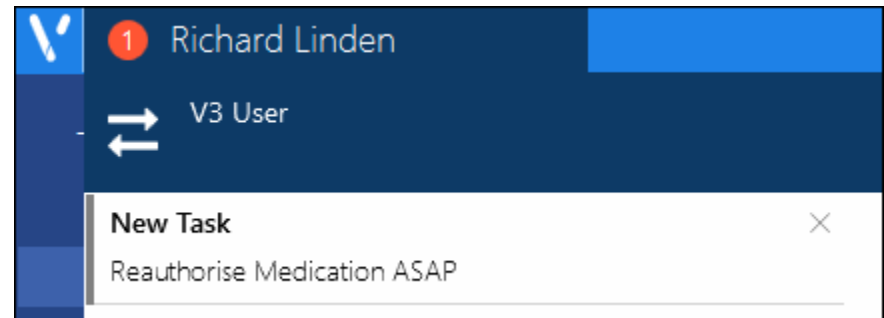 1 Richard Linden
V3 User
New Task
Reauthorise Medication ASAP